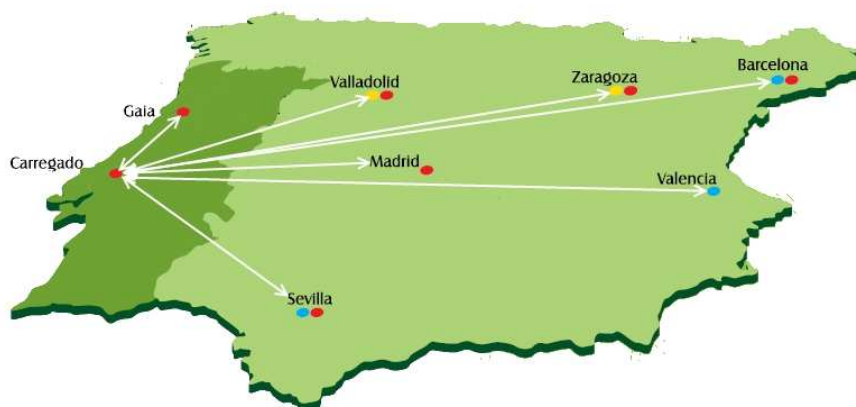 Barcelona
Zaragoza
Valladolid
Gaia
Carregado
Madrid
Valencia
Sevilla